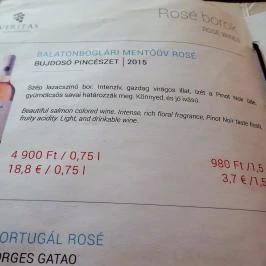 VERITAS
Rosé borok
ROSÉ WINES
BALATONBOGLÁRI MENTŐÖV ROSÉ
BUJDOSÓ PINCÉSZET | 2015
Szép lazacszínű bor. Intenzív, gazdag virágos illat, ízét a Pinot Noir üde,
gyümölcsös savai határozzák meg. Könnyed, és jó ivású.
Beautiful salmon colored wine. Intense, rich floral fragrance, Pinot Noir taste fresh,
fruity acidity. Light, and drinkable wine.
4 900 Ft / 0,75 l
980 Ft /1,5
18,8 € / 0,75 l
3,7 € /1,5
PORTUGÁL ROSÉ
ORGES GATAO